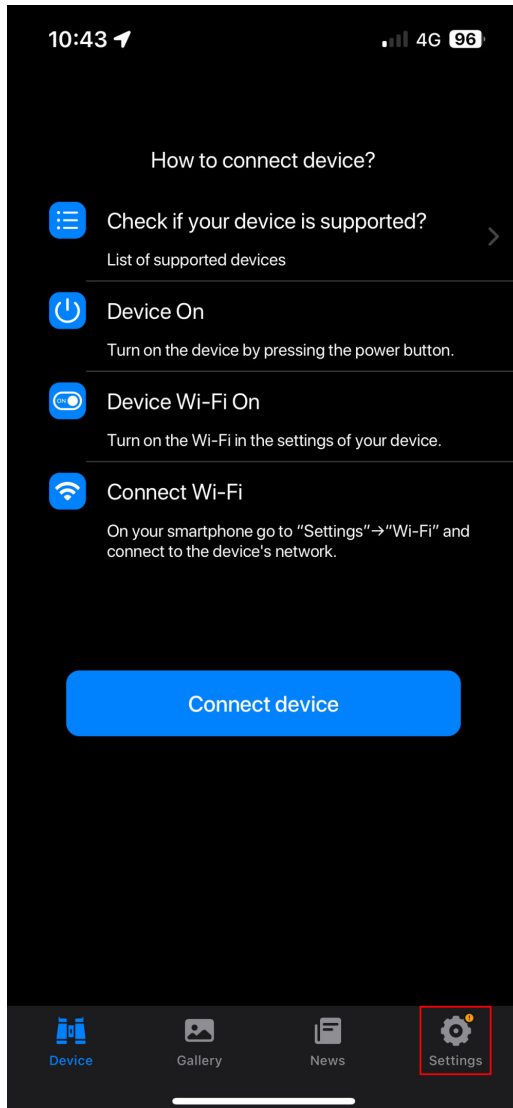 10:43
4G 96
How to connect device?
Check if your device is supported?
List of supported devices
Device On
Turn on the device by pressing the power button.
ON
Device Wi-Fi On
Turn on the Wi-Fi in the settings of your device.
Connect Wi-Fi
On your smartphone go to “Settings”→“Wi-Fi” and
connect to the device's network.
Connect device
Device
Gallery
News
Settings